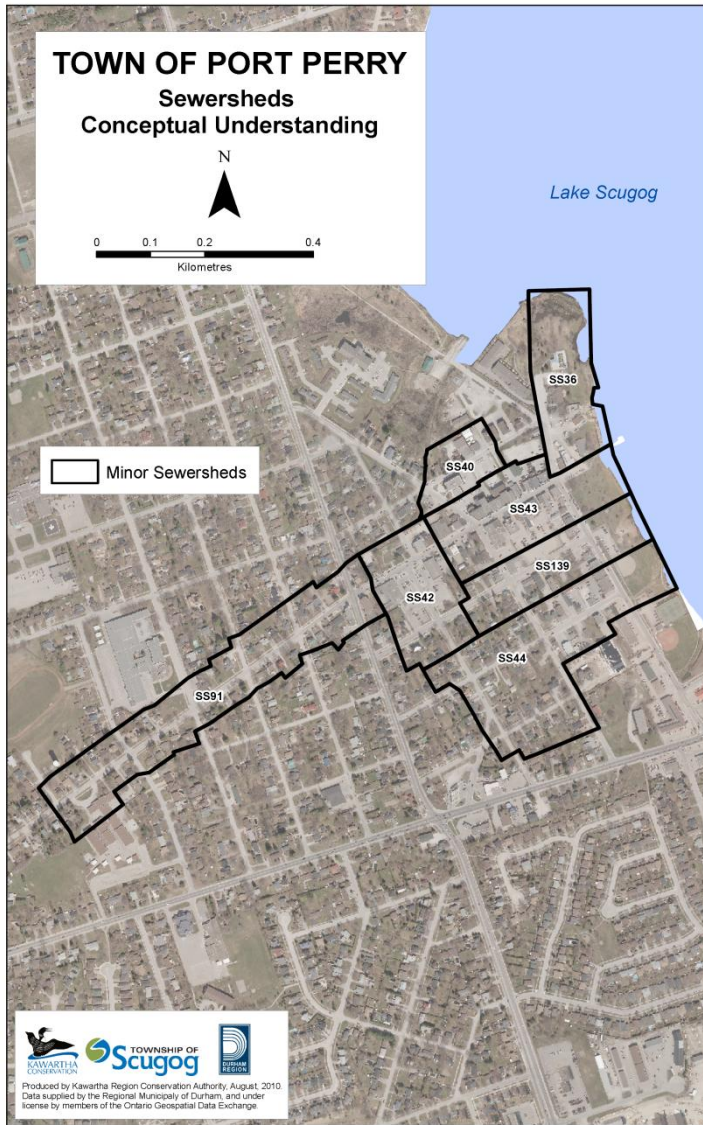 TOWN OF PORT PERRY
Sewersheds
Conceptual Understanding
N
0 0.1 0.2 0.4
Kilometres
Lake Scugog
SS36
Minor Sewersheds
SS40
SS43
SS139
SS42
SS44
SS91
KAWARTHA
CONSERVATION
TOWNSHIP OF
Scugog
DURHAM
REGION
Produced by Kawartha Region Conservation Authority, August, 2010.
Data supplied by the Regional Municipaly of Durham, and under
license by members of the Ontario Geospatial Data Exchange.